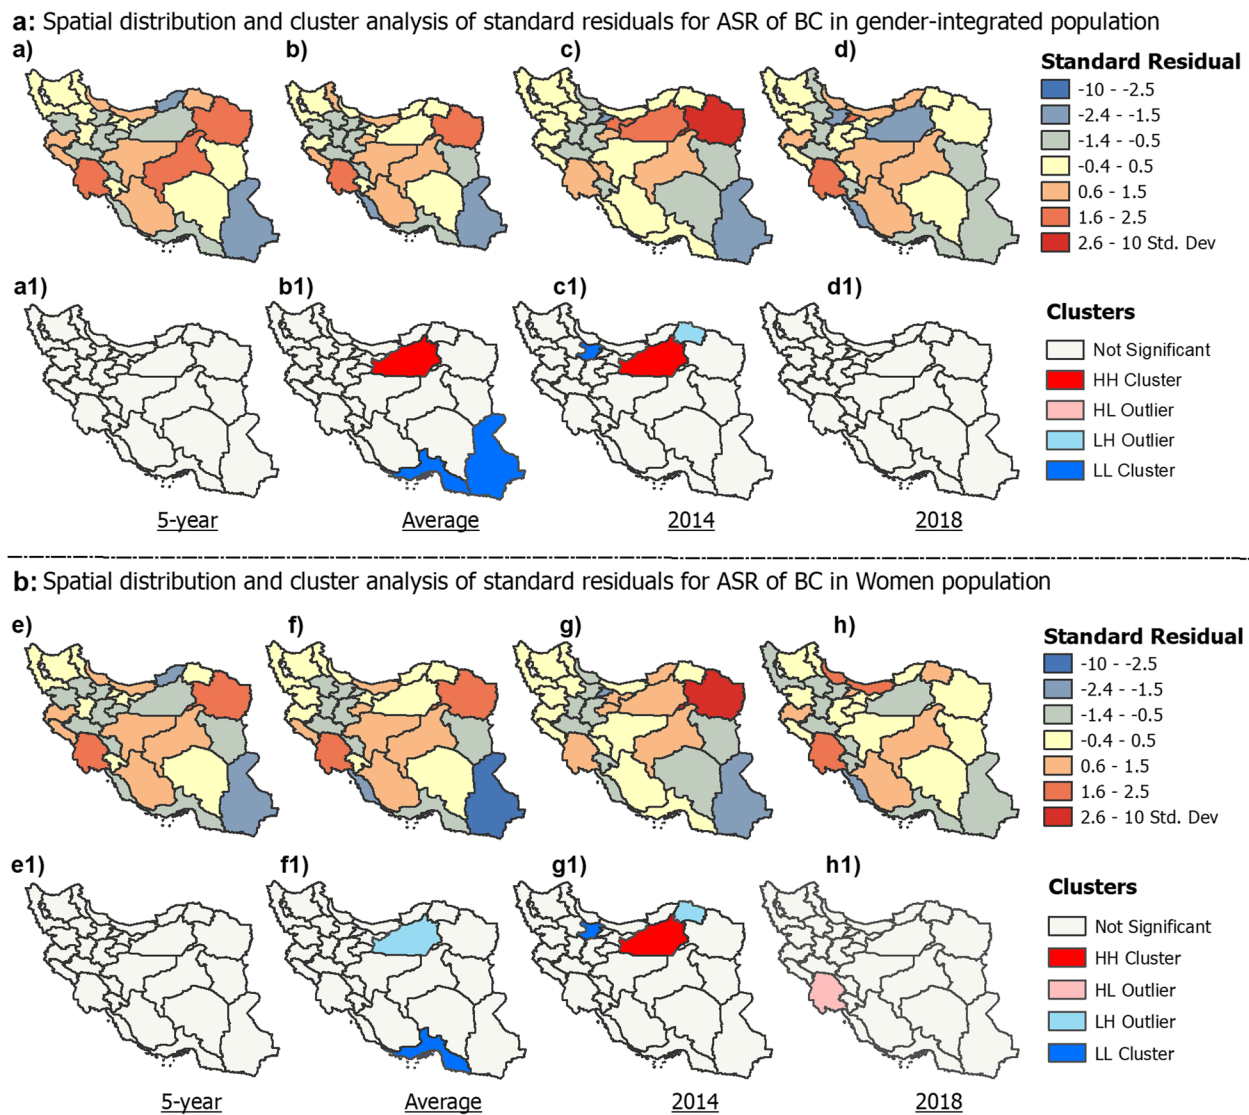 a: Spatial distribution and cluster analysis of standard residuals for ASR of BC in gender-integrated population
a) b) c) d)
Standard Residual
-10 - -2.5
-2.4 - -1.5
-1.4 - -0.5
-0.4 - 0.5
0.6 - 1.5
1.6 - 2.5
2.6 - 10 Std. Dev
a1) b1) c1) d1)
Clusters
Not Significant
HH Cluster
HL Outlier
LH Outlier
LL Cluster
5-year Average 2014 2018
b: Spatial distribution and cluster analysis of standard residuals for ASR of BC in Women population
e) f) g) h)
Standard Residual
-10 - -2.5
-2.4 - -1.5
-1.4 - -0.5
-0.4 - 0.5
0.6 - 1.5
1.6 - 2.5
2.6 - 10 Std. Dev
e1) f1) g1) h1)
Clusters
Not Significant
HH Cluster
HL Outlier
LH Outlier
LL Cluster
5-year Average 2014 2018